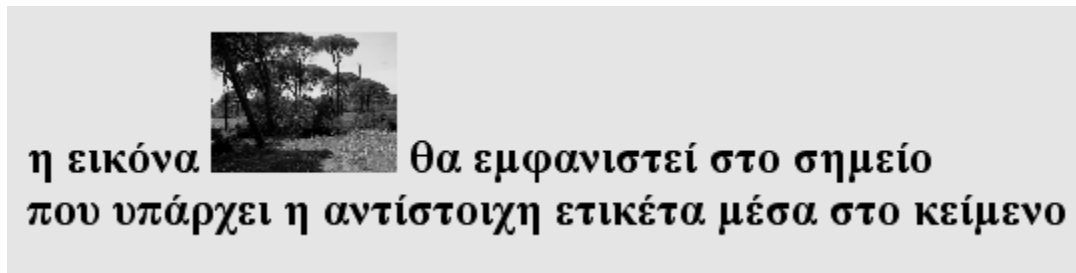 η εικόνα θα εμφανιστεί στο σημείο
που υπάρχει η αντίστοιχη ετικέτα μέσα στο κείμενο